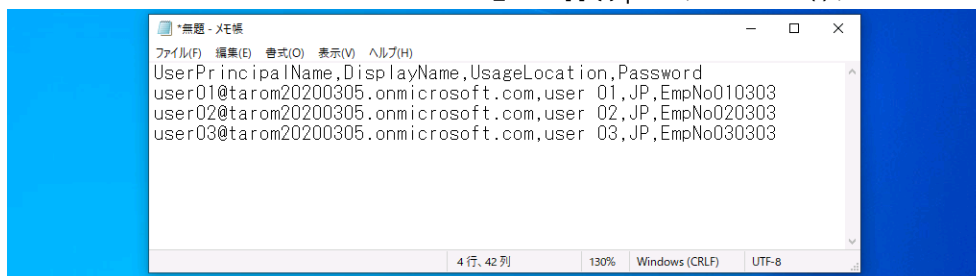 *無題 - メモ帳
ファイル(F) 編集(E) 書式(O) 表示(V) ヘルプ(H)
UserPrincipalName,DisplayName,UsageLocation,Password
user01@tarom20200305.onmicrosoft.com,user 01,JP,EmpNo010303
user02@tarom20200305.onmicrosoft.com,user 02,JP,EmpNo020303
user03@tarom20200305.onmicrosoft.com,user 03,JP,EmpNo030303
4 行、42 列 130% Windows (CRLF) UTF-8